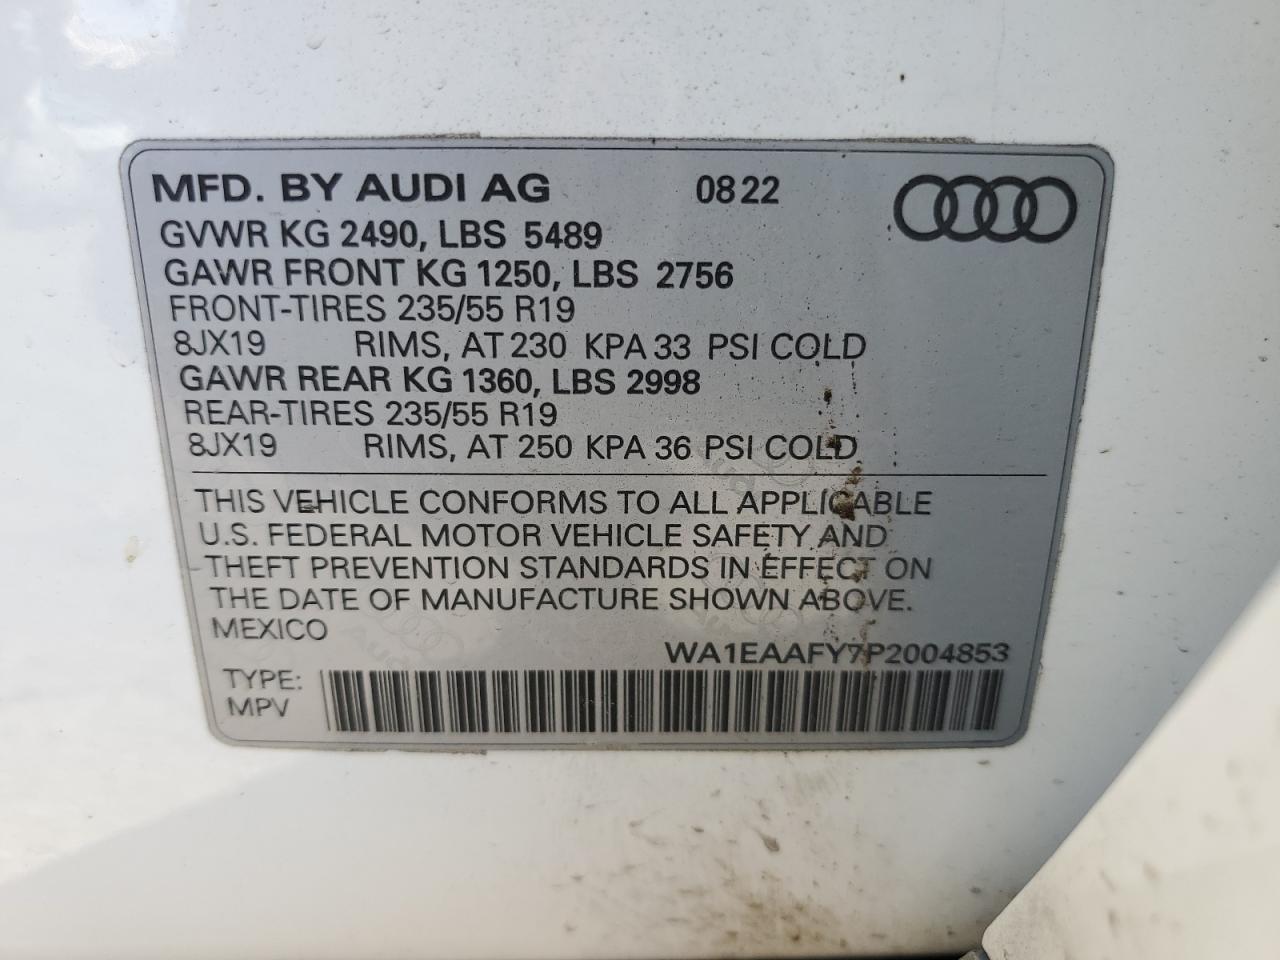 MFD. BY AUDI AG 0822
GVWR KG 2490, LBS 5489
GAWR FRONT KG 1250, LBS 2756
FRONT-TIRES 235/55 R19
8JX19 RIMS, AT 230 KPA 33 PSI COLD
GAWR REAR KG 1360, LBS 2998
REAR-TIRES 235/55 R19
8JX19 RIMS, AT 250 KPA 36 PSI COLD
THIS VEHICLE CONFORMS TO ALL APPLICABLE
U.S. FEDERAL MOTOR VEHICLE SAFETY AND
THEFT PREVENTION STANDARDS IN EFFECT ON
THE DATE OF MANUFACTURE SHOWN ABOVE.
MEXICO
WA1EAAFY7P2004853
TYPE:
MPV